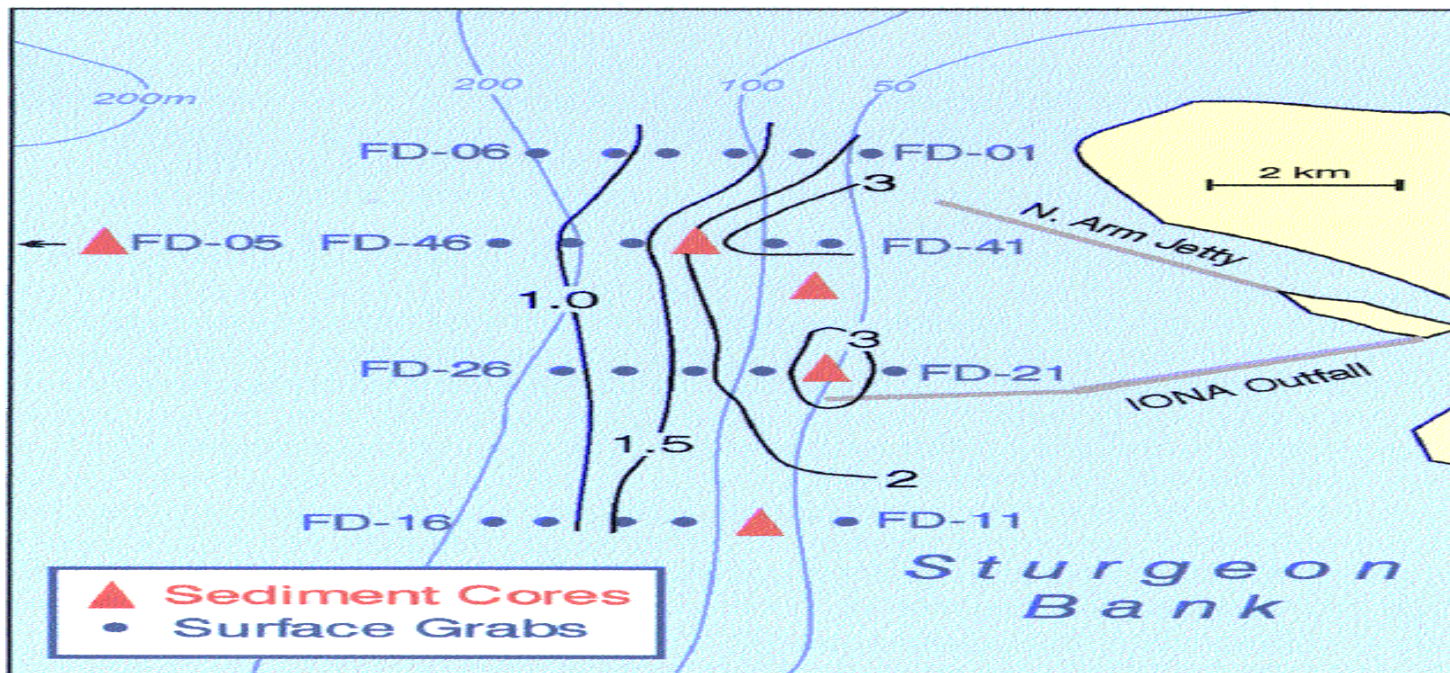 200m
200
100
50
FD-06
FD-01
3
2 km
N. Arm Jetty
FD-05
FD-46
FD-41
1.0
3
FD-26
FD-21
IONA Outfall
1.5
2
FD-16
FD-11
Sturgeon
Bank
Sediment Cores
Surface Grabs